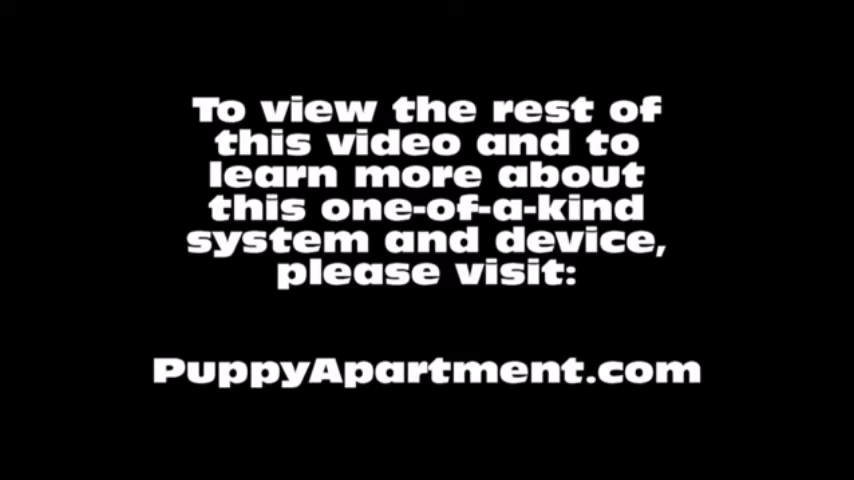 To view the rest of
this video and to
learn more about
this one-of-a-kind
system and device,
please visit:
PuppyApartment.com